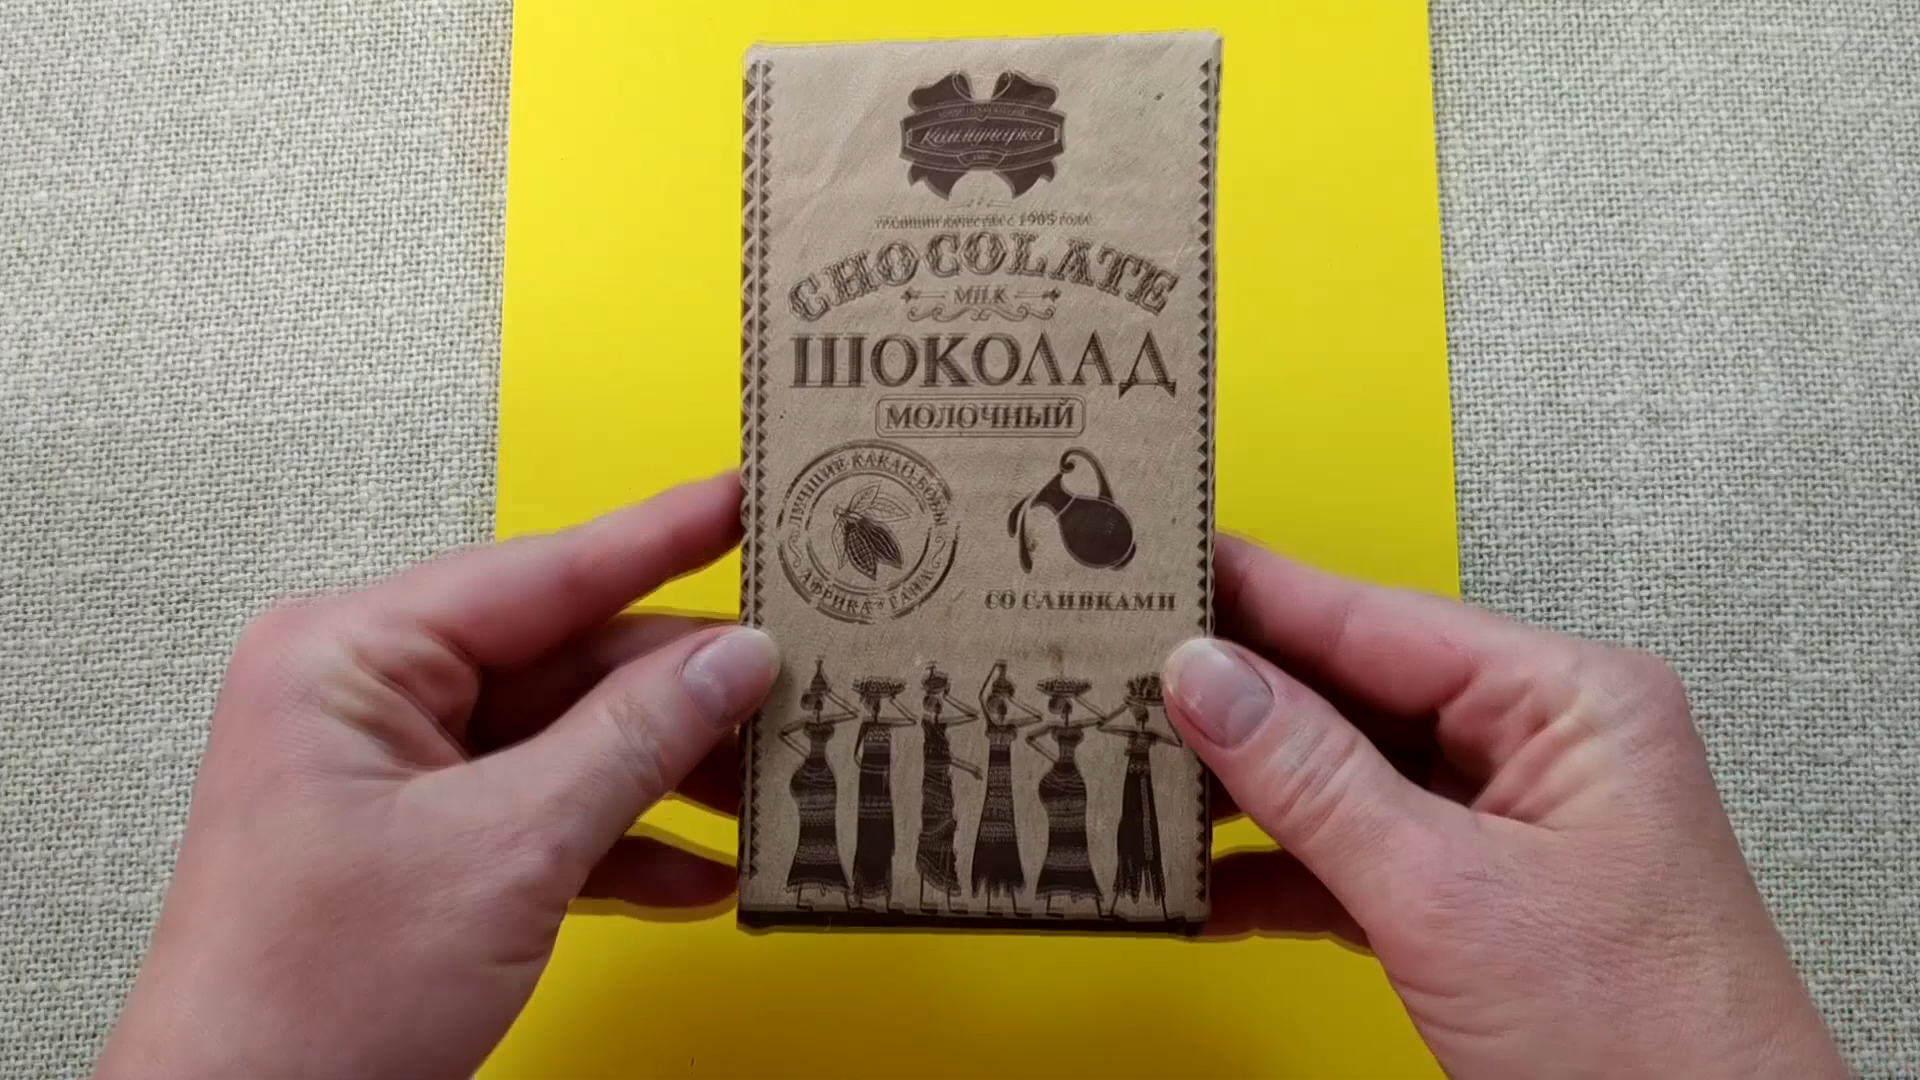 Коммунарка
ТРАДИЦИИ КАЧЕСТВА С 1905 ГОДА
CHOCOLATE
MILK
ШОКОЛАД
МОЛОЧНЫЙ
ЛУЧШИЕ КАКАО-БОБЫ
АФРИКА ГАНА
СО СЛИВКАМИ